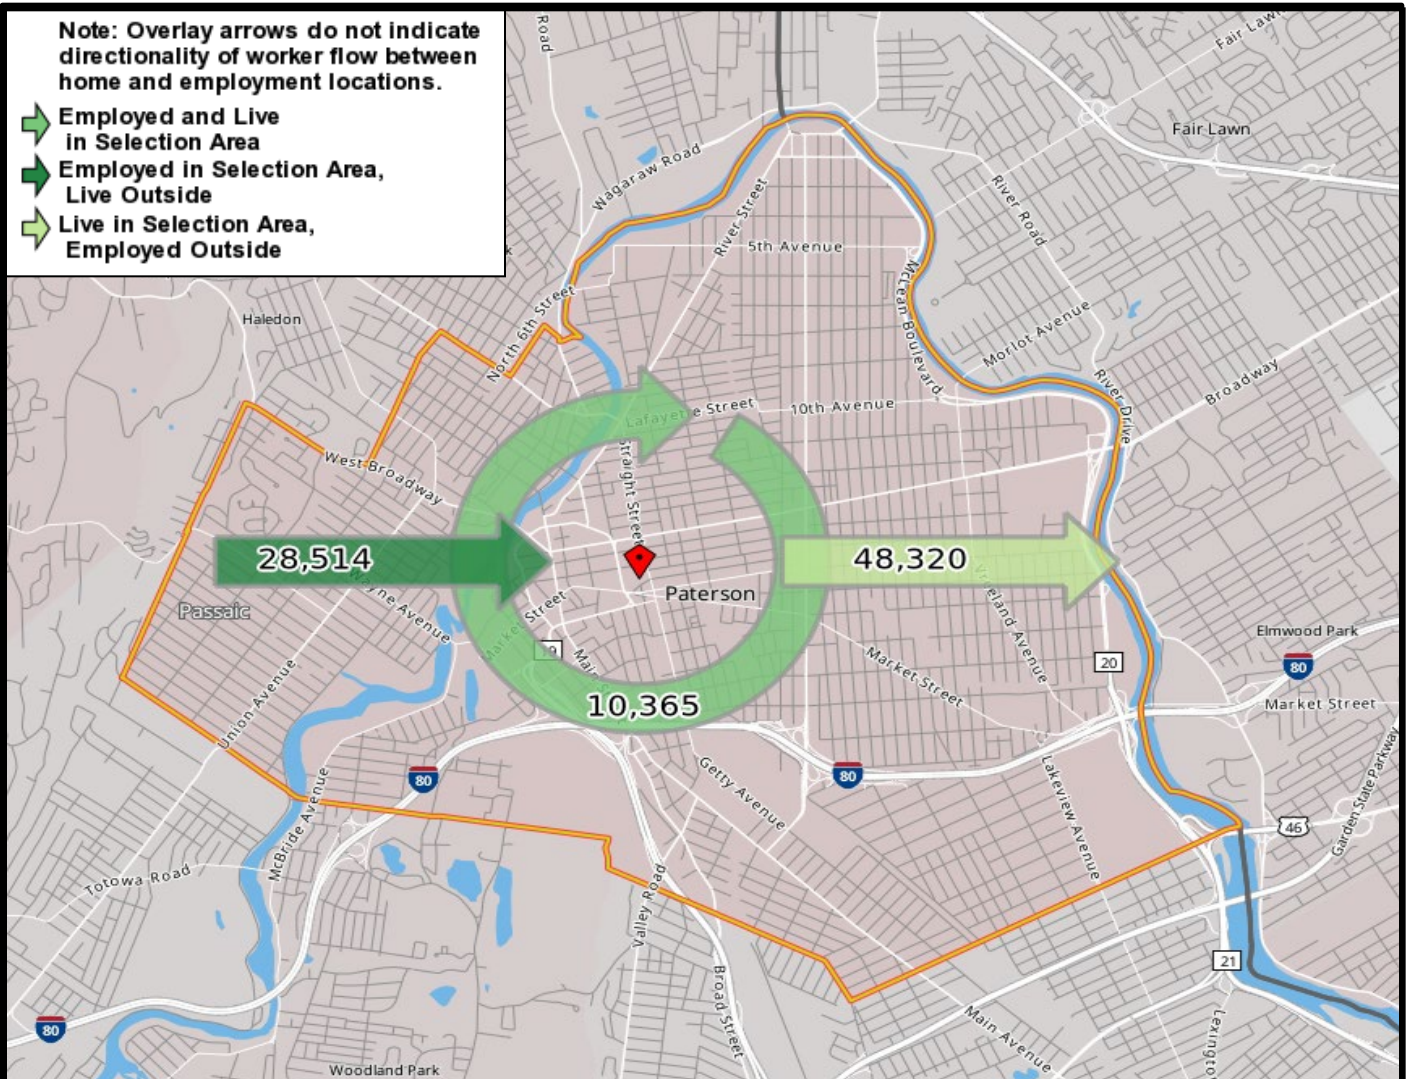 Note: Overlay arrows do not indicate
directionality of worker flow between
home and employment locations.
Employed and Live
in Selection Area
Employed in Selection Area,
Live Outside
Live in Selection Area,
Employed Outside
Road
Fair Lawn
Fair Lawn
Wagaraw Road
River Street
River Road
5th Avenue
McLean Boulevard
North 6th Street
Haledon
Morlot Avenue
River Drive
Broadway
Lafayette Street
10th Avenue
Straight Street
West Broadway
28,514
48,320
Passaic
Wayne Avenue
Paterson
Market Street
Vreeland Avenue
Elmwood Park
80
20
Market Street
Market Street
Main
10,365
Union Avenue
80
80
Getty Avenue
Lakeview Avenue
Garden State Parkway
46
McBride Avenue
Totowa Road
Valley Road
21
Broad Street
Main Avenue
80
Woodland Park